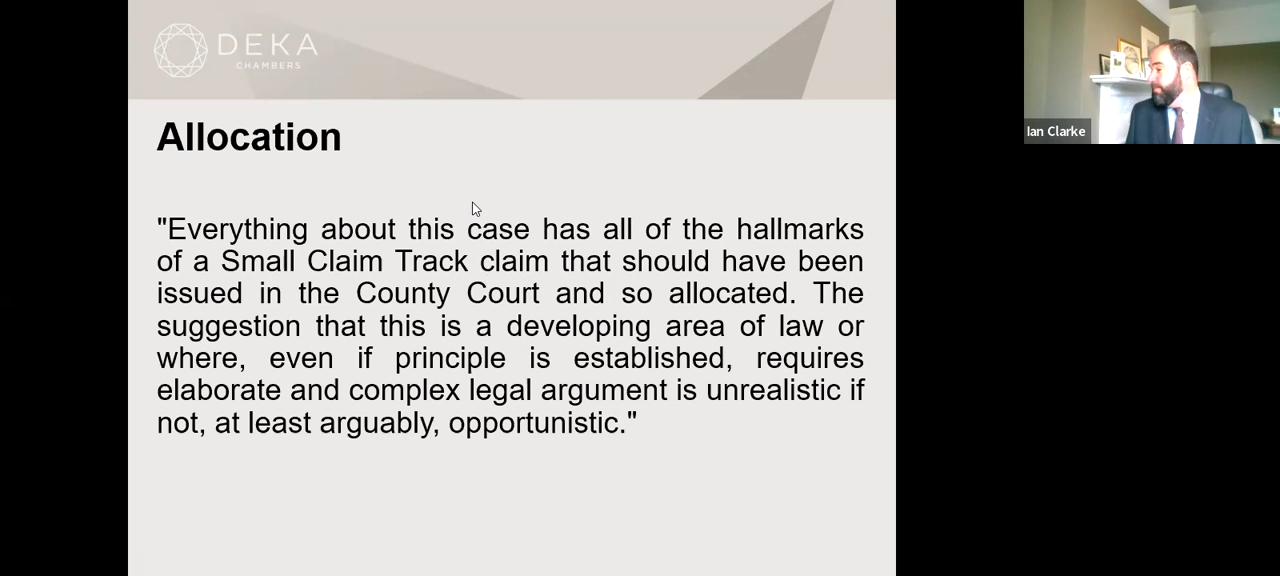 DEKA
CHAMBERS
Ian Clarke
Allocation
"Everything about this case has all of the hallmarks
of a Small Claim Track claim that should have been
issued in the County Court and so allocated. The
suggestion that this is a developing area of law or
where, even if principle is established, requires
elaborate and complex legal argument is unrealistic if
not, at least arguably, opportunistic."